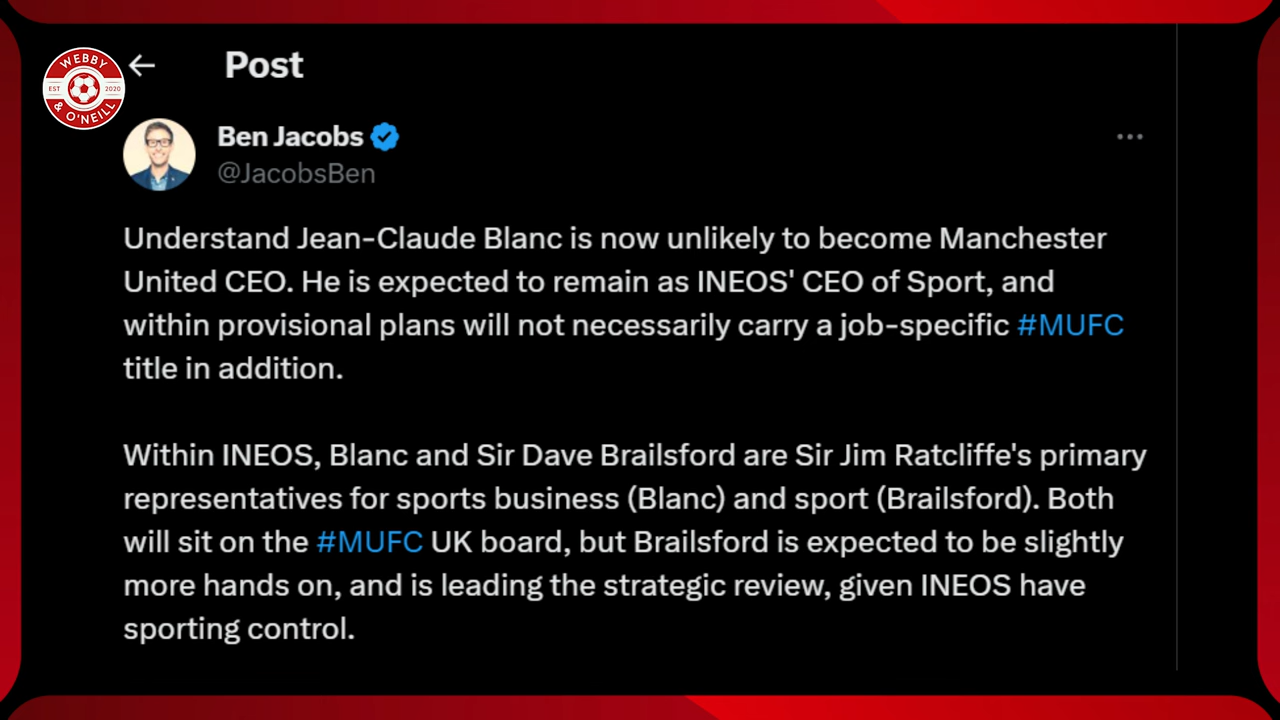 WEBBY
EST 2020
& O'NEILL
Post
Ben Jacobs
@JacobsBen
Understand Jean-Claude Blanc is now unlikely to become Manchester
United CEO. He is expected to remain as INEOS' CEO of Sport, and
within provisional plans will not necessarily carry a job-specific #MUFC
title in addition.
Within INEOS, Blanc and Sir Dave Brailsford are Sir Jim Ratcliffe's primary
representatives for sports business (Blanc) and sport (Brailsford). Both
will sit on the #MUFC UK board, but Brailsford is expected to be slightly
more hands on, and is leading the strategic review, given INEOS have
sporting control.